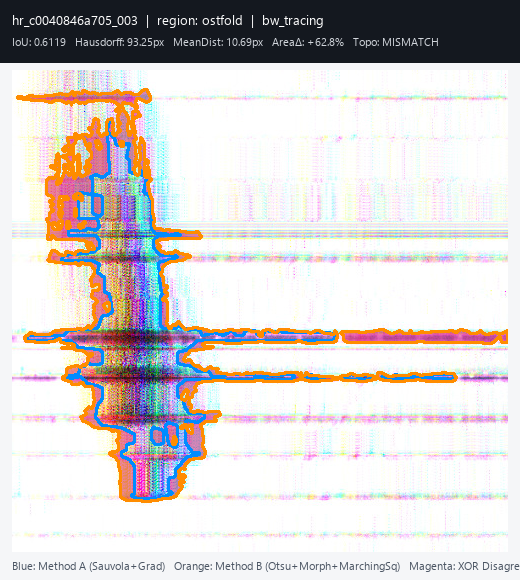 hr_c0040846a705_003 | region: ostfold | bw_tracing
IoU: 0.6119 Hausdorff: 93.25px MeanDist: 10.69px AreaΔ: +62.8% Topo: MISMATCH
Blue: Method A (Sauvola+Grad) Orange: Method B (Otsu+Morph+MarchingSq) Magenta: XOR Disagre